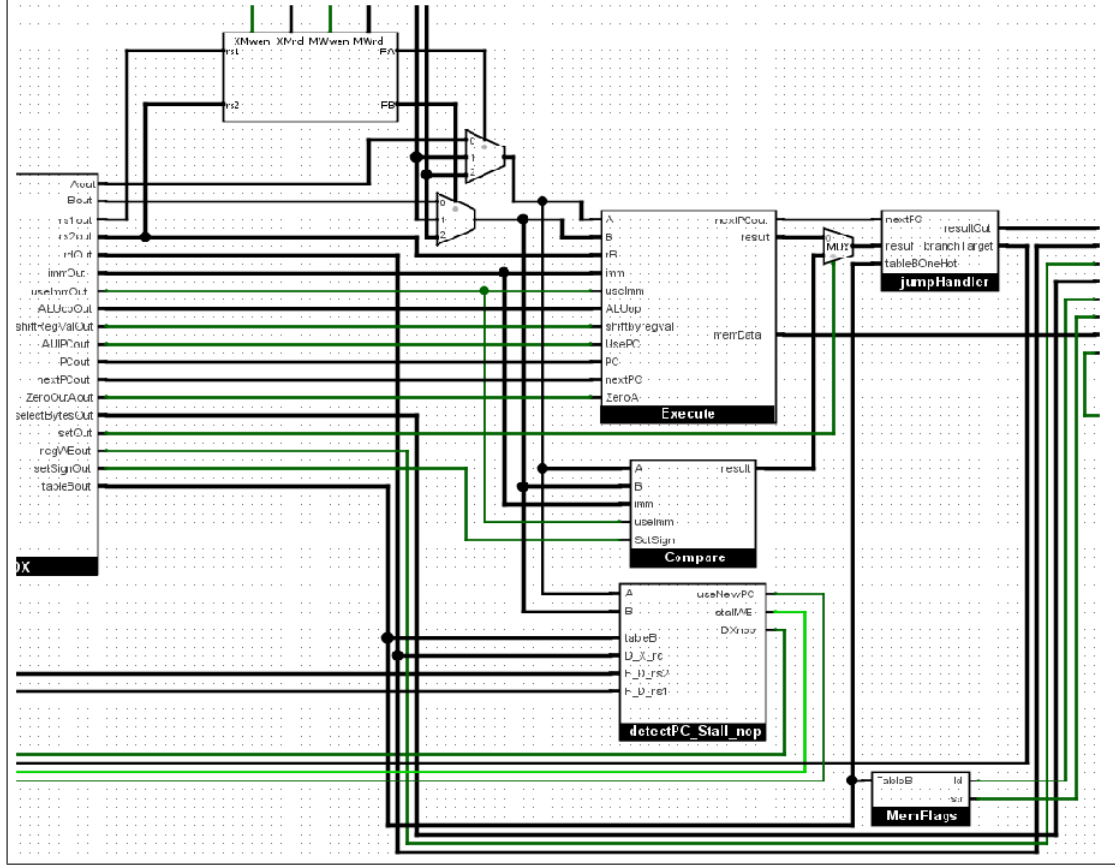 XMwen XMrd MWwen MWrd
rs1
rs2
FB
0
1
2
0
1
2
Aout
Bout
rs1out
rs2out
rdOut
immOut
useImmOut
ALUopOut
shiftRegValOut
AUIPCout
PCout
nextPCout
ZeroOutAout
selectBytesOut
setOut
regWEout
setSignOut
tableBout
DX
A
B
rB
imm
useImm
ALUop
shiftbyregval
UsePC
PC
nextPC
ZeroA
nextPCout
result
memData
Execute
0
MUX
nextPC
result
tableBOneHot
resultOut
branchTarget
jumpHandler
A
B
imm
useImm
SetSign
result
Compare
A
B
tableB
D_X_rd
F_D_rs2
F_D_rs1
useNewPC
stallWE
DXnop
detectPC_Stall_nop
TableB
ld
MemFlags